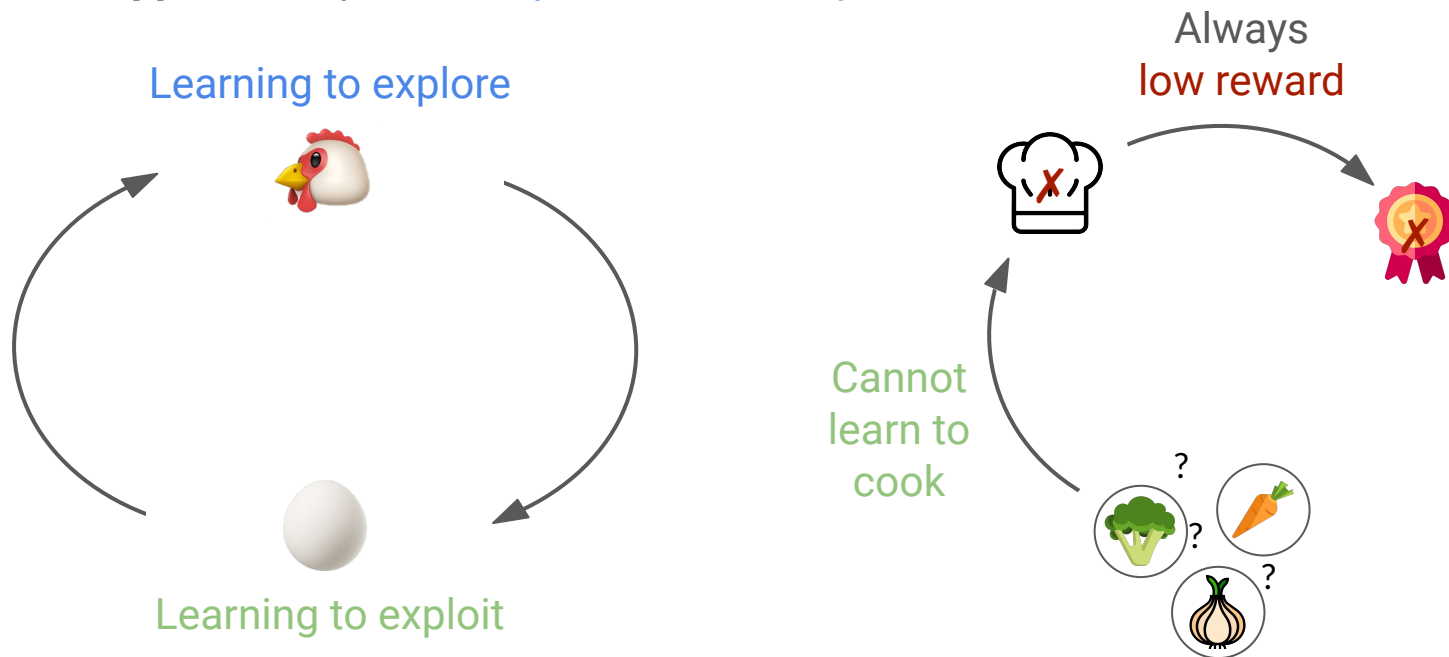 Learning to explore
Learning to exploit
Always
low reward
Cannot
learn to
cook
?
?
?